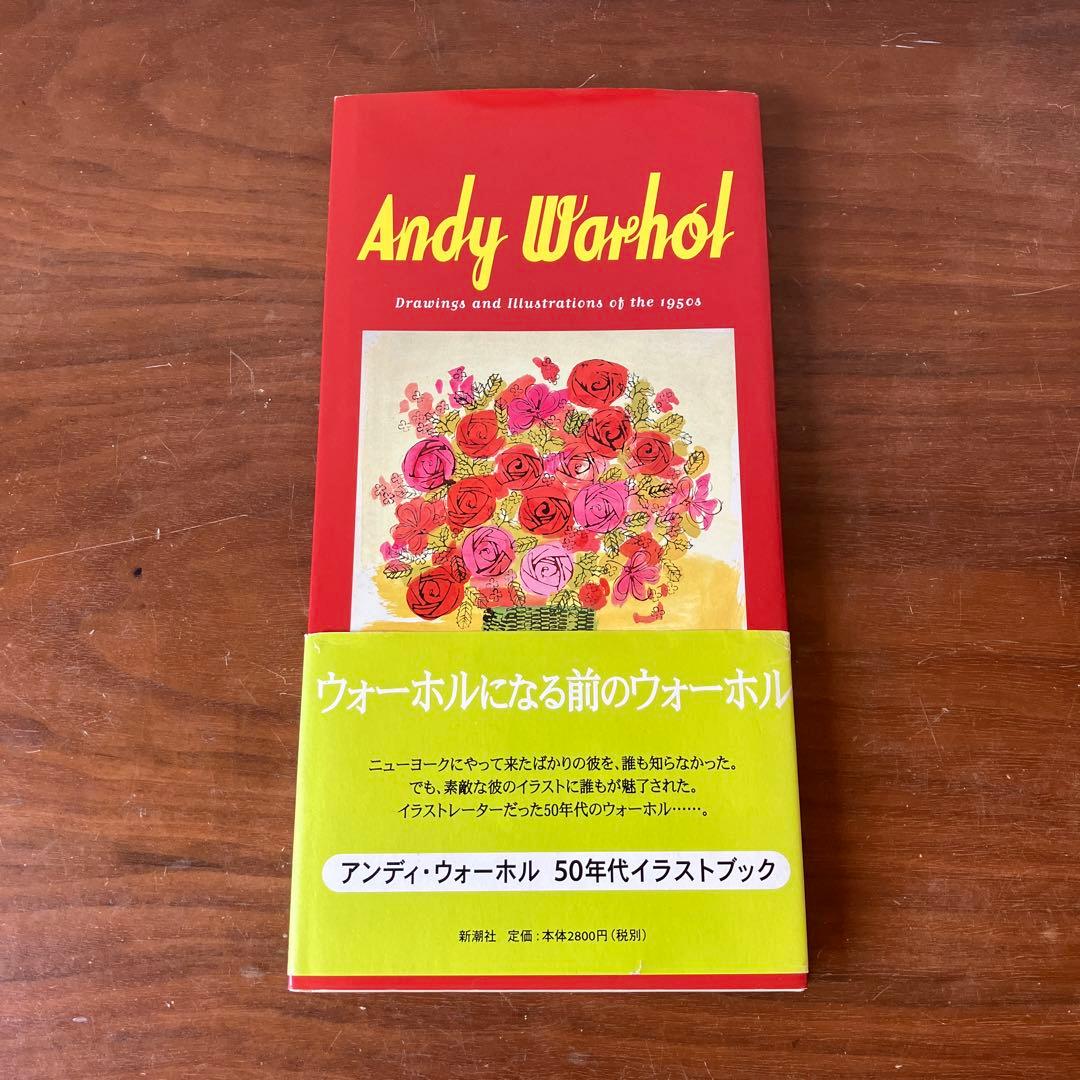 Andy Warhol
Drawings and Illustrations of the 1950s
ウォーホルになる前のウォーホル
ニューヨークにやって来たばかりの彼を、誰も知らなかった。
でも、素敵な彼のイラストに誰もが魅了された。
イラストレーターだった50年代のウォーホル……。
アンディ・ウォーホル 50年代イラストブック
新潮社 定価：本体2800円（税別）